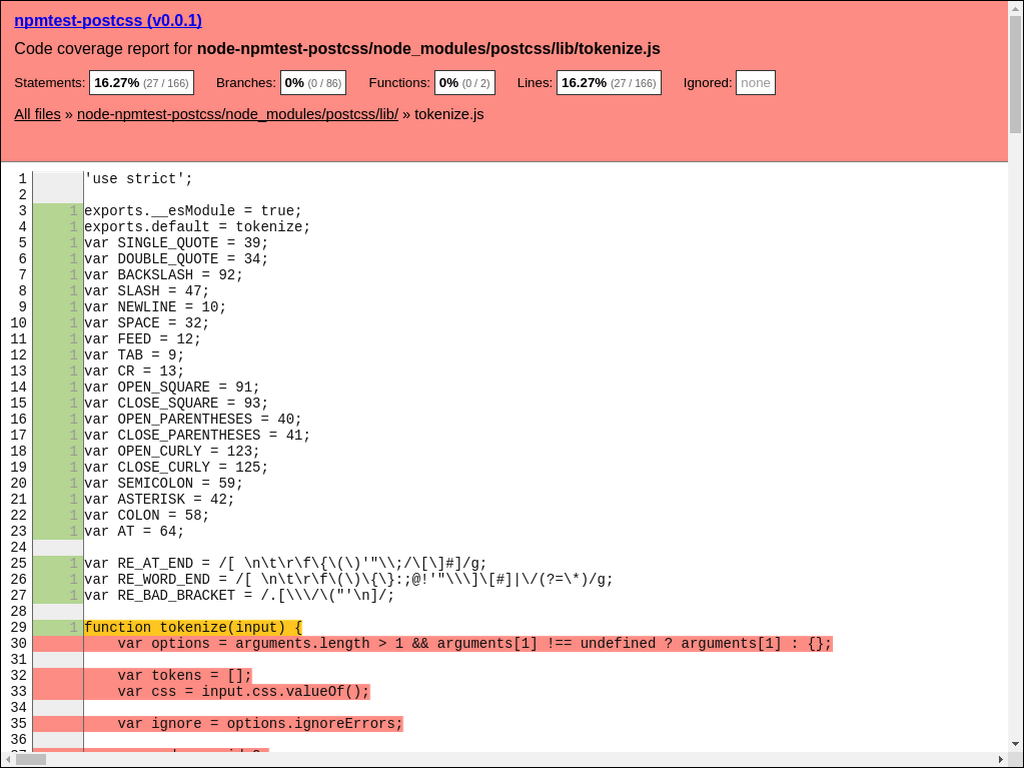 npmtest-postcss (v0.0.1)
Code coverage report for node-npmtest-postcss/node_modules/postcss/lib/tokenize.js
Statements: 16.27% (27 / 166) Branches: 0% (0 / 86) Functions: 0% (0 / 2) Lines: 16.27% (27 / 166) Ignored: none
All files » node-npmtest-postcss/node_modules/postcss/lib/ » tokenize.js
1 'use strict';
2
3 1 exports.__esModule = true;
4 1 exports.default = tokenize;
5 1 var SINGLE_QUOTE = 39;
6 1 var DOUBLE_QUOTE = 34;
7 1 var BACKSLASH = 92;
8 1 var SLASH = 47;
9 1 var NEWLINE = 10;
10 1 var SPACE = 32;
11 1 var FEED = 12;
12 1 var TAB = 9;
13 1 var CR = 13;
14 1 var OPEN_SQUARE = 91;
15 1 var CLOSE_SQUARE = 93;
16 1 var OPEN_PARENTHESES = 40;
17 1 var CLOSE_PARENTHESES = 41;
18 1 var OPEN_CURLY = 123;
19 1 var CLOSE_CURLY = 125;
20 1 var SEMICOLON = 59;
21 1 var ASTERISK = 42;
22 1 var COLON = 58;
23 1 var AT = 64;
24
25 1 var RE_AT_END = /[ \n\t\r\f\{\(\)'"\\;/\[\]#]/g;
26 1 var RE_WORD_END = /[ \n\t\r\f\(\)\{\}:;@!'"\\\]\[#]|\/(?=\*)/g;
27 1 var RE_BAD_BRACKET = /.[\\\/\("'\n]/;
28
29 1 function tokenize(input) {
30     var options = arguments.length > 1 && arguments[1] !== undefined ? arguments[1] : {};
31
32     var tokens = [];
33     var css = input.css.valueOf();
34
35     var ignore = options.ignoreErrors;
36